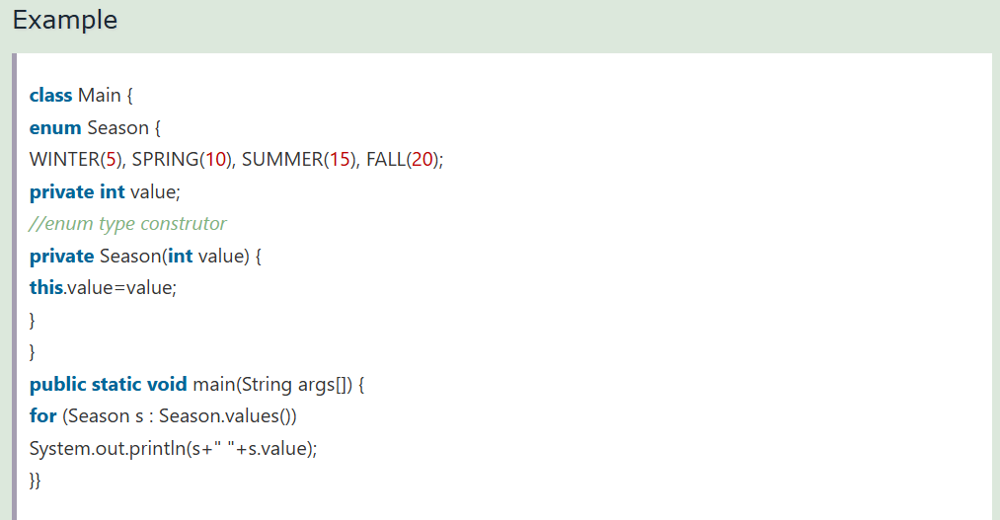 Example
class Main {
enum Season {
WINTER(5), SPRING(10), SUMMER(15), FALL(20);
private int value;
//enum type construtor
private Season(int value) {
this.value=value;
}
}
public static void main(String args[]) {
for (Season s : Season.values())
System.out.println(s+" "+s.value);
}}